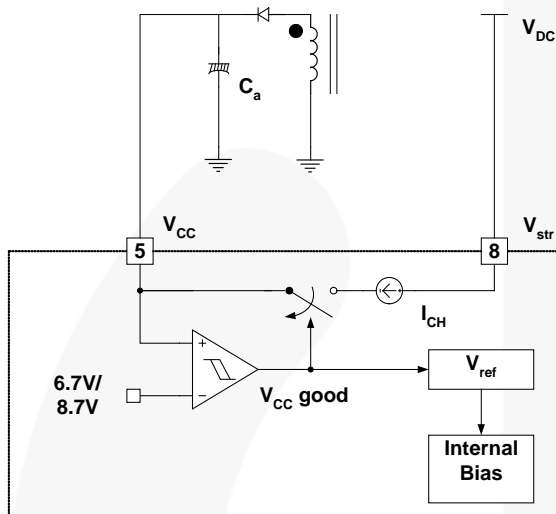 V_DC
C_a
V_CC
V_str
5
8
I_CH
+
6.7V/
8.7V
−
V_CC good
V_ref
Internal
Bias